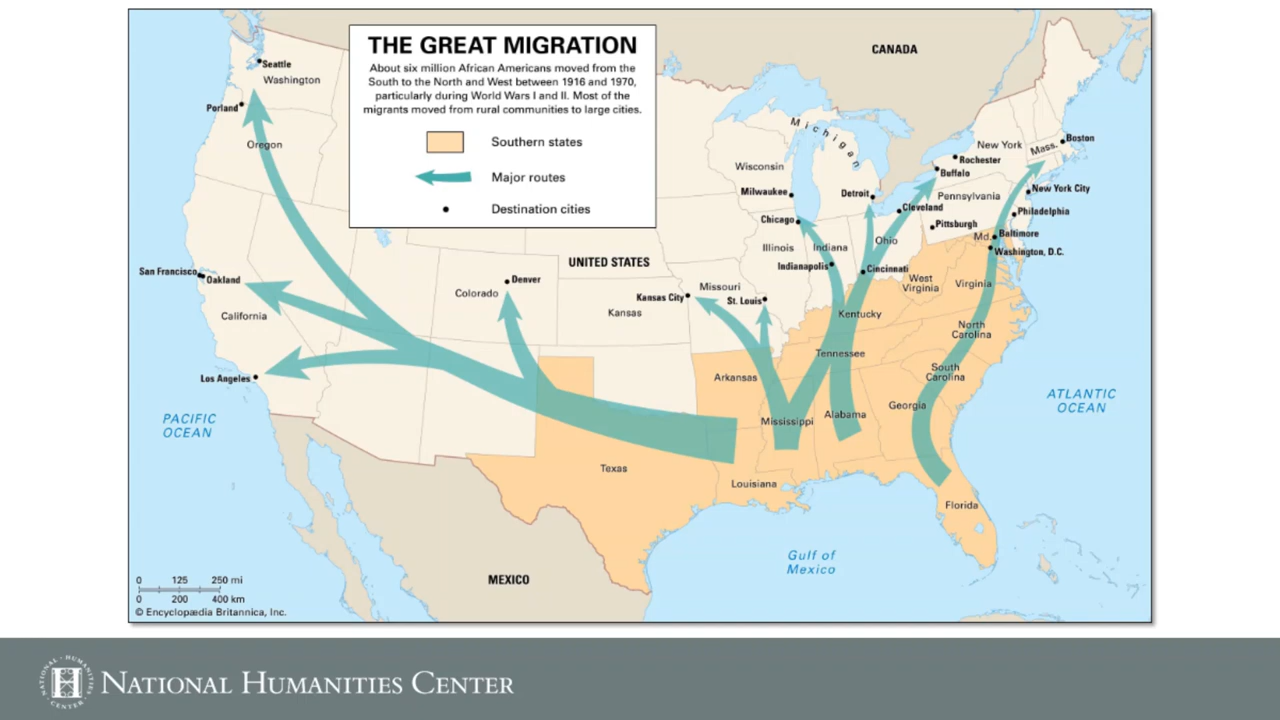 THE GREAT MIGRATION
About six million African Americans moved from the
South to the North and West between 1916 and 1970,
particularly during World Wars I and II. Most of the
migrants moved from rural communities to large cities.
Southern states
Major routes
Destination cities
CANADA
Seattle
Washington
Porland
Oregon
Michigan
Wisconsin
Milwaukee
Chicago
Detroit
New York
Mass.
Boston
Rochester
Buffalo
Pennsylvania
New York City
Cleveland
Philadelphia
Pittsburgh
Md.
Baltimore
Washington, D.C.
Illinois
Indiana
Ohio
Indianapolis
Cincinnati
UNITED STATES
San Francisco
Oakland
California
Los Angeles
Denver
Colorado
Kansas City
Kansas
Missouri
St. Louis
West
Virginia
Virginia
Kentucky
North
Carolina
Tennessee
South
Carolina
Arkansas
Mississippi
Alabama
Georgia
Texas
Louisiana
Florida
PACIFIC
OCEAN
ATLANTIC
OCEAN
Gulf of
Mexico
MEXICO
0 125 250 mi
0 200 400 km
© Encyclopædia Britannica, Inc.
NATIONAL HUMANITIES CENTER
NATIONAL · HUMANITIES · CENTER